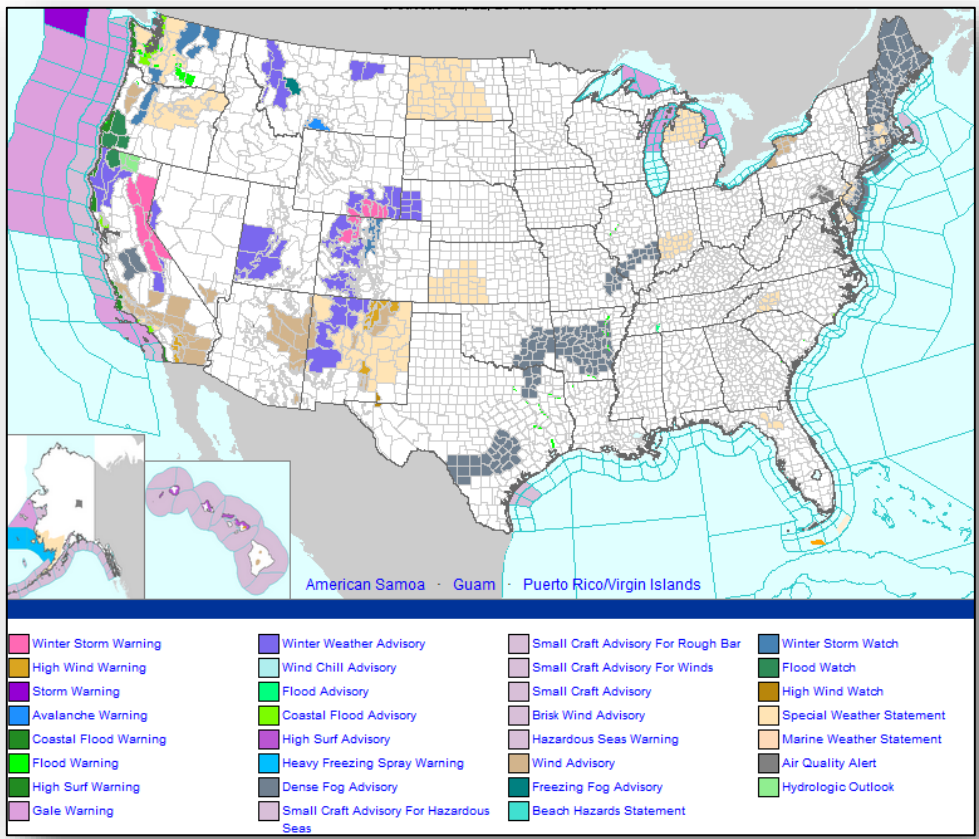 American Samoa - Guam - Puerto Rico/Virgin Islands
Winter Storm Warning
Winter Weather Advisory
Small Craft Advisory For Rough Bar
Winter Storm Watch
High Wind Warning
Wind Chill Advisory
Small Craft Advisory For Winds
Flood Watch
Storm Warning
Flood Advisory
Small Craft Advisory
High Wind Watch
Avalanche Warning
Coastal Flood Advisory
Brisk Wind Advisory
Special Weather Statement
Coastal Flood Warning
High Surf Advisory
Hazardous Seas Warning
Marine Weather Statement
Flood Warning
Heavy Freezing Spray Warning
Wind Advisory
Air Quality Alert
High Surf Warning
Dense Fog Advisory
Freezing Fog Advisory
Hydrologic Outlook
Gale Warning
Small Craft Advisory For Hazardous
Seas
Beach Hazards Statement